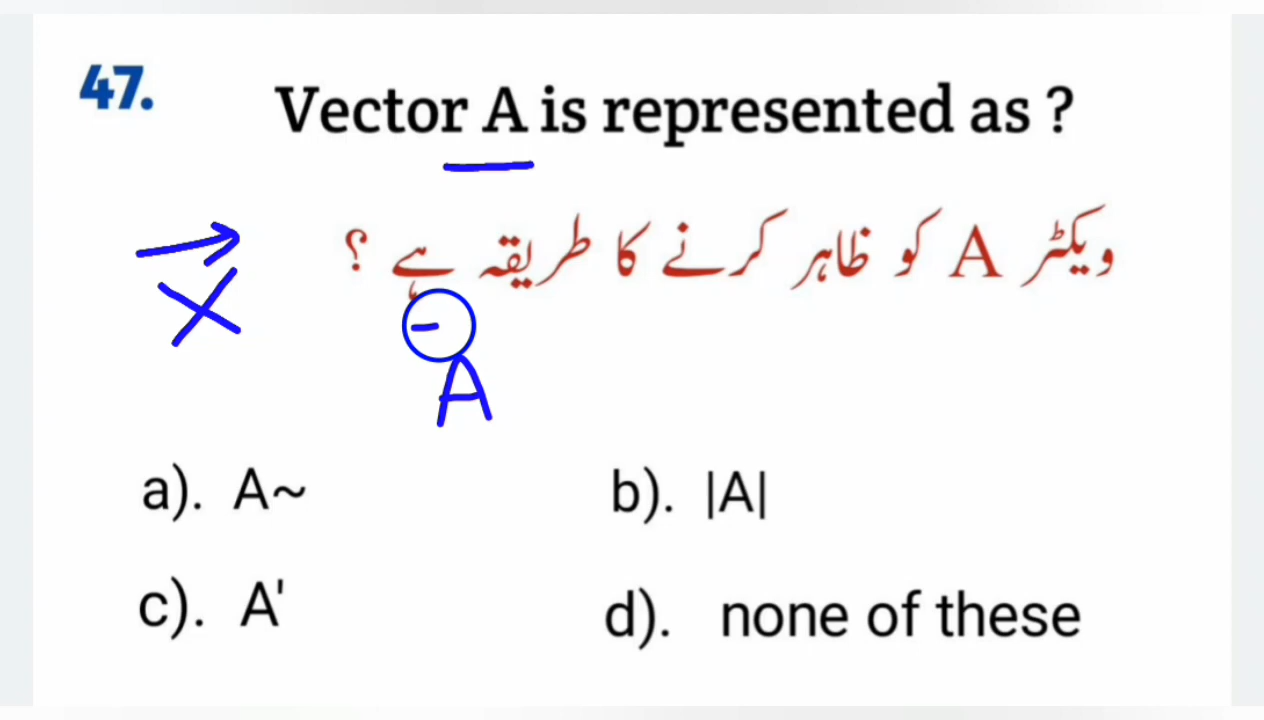 47. Vector A is represented as ?
ویکٹر A کو ظاہر کرنے کا طریقہ ہے ؟
X
A
a). A~ b). |A|
c). A' d). none of these